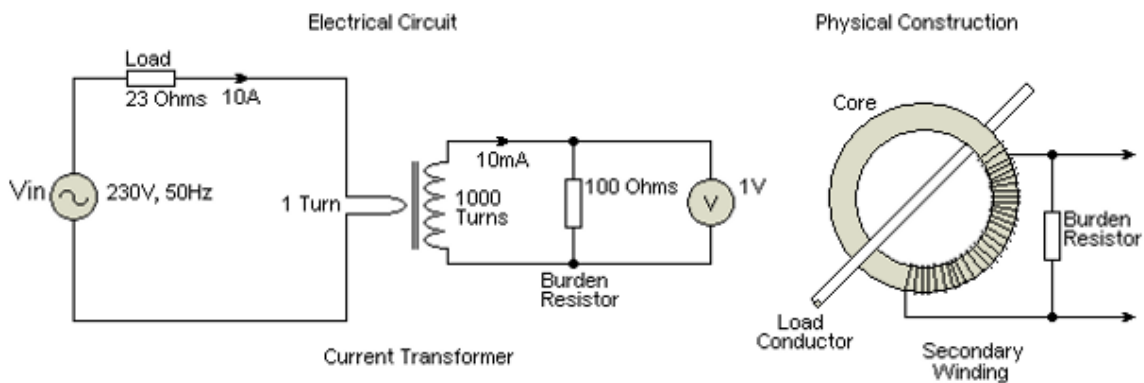 Electrical Circuit
Physical Construction
Load
23 Ohms
10A
Vin
230V, 50Hz
1 Turn
10mA
1000
Turns
100 Ohms
V
1V
Burden
Resistor
Current Transformer
Core
Burden
Resistor
Load
Conductor
Secondary
Winding